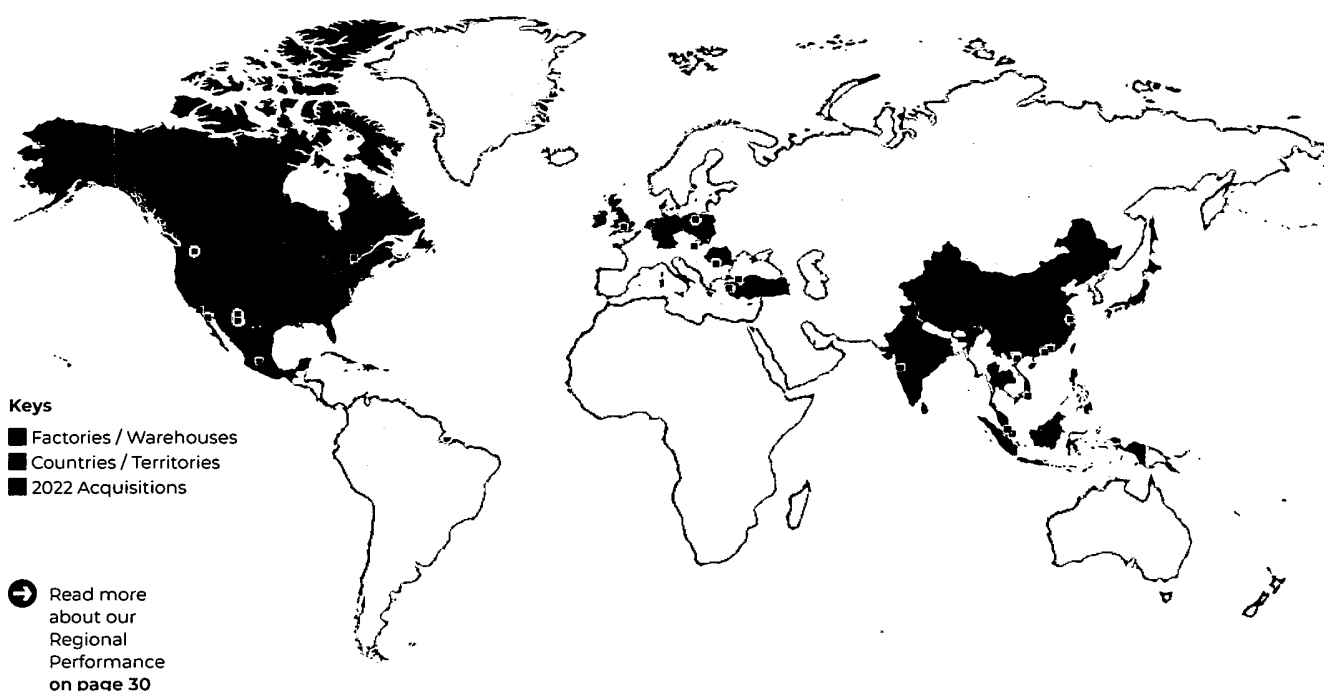 Keys
Factories / Warehouses
Countries / Territories
2022 Acquisitions
Read more
about our
Regional
Performance
on page 30